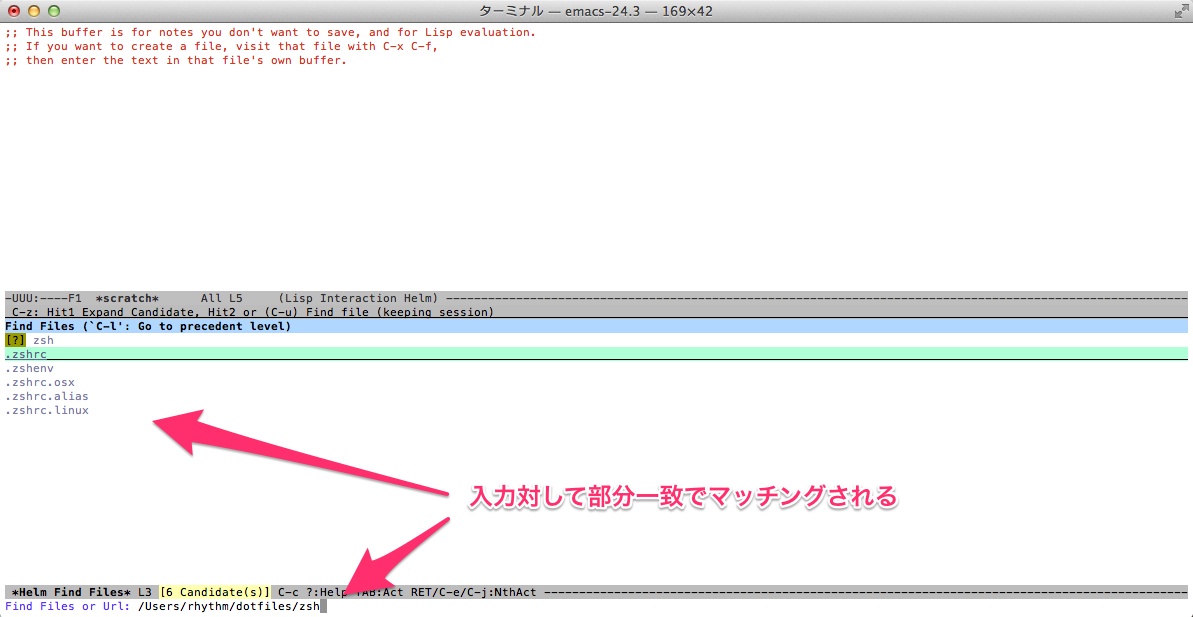 ターミナル — emacs-24.3 — 169×42
;; This buffer is for notes you don't want to save, and for Lisp evaluation.
;; If you want to create a file, visit that file with C-x C-f,
;; then enter the text in that file's own buffer.
-UUU:----F1  *scratch*      All L5     (Lisp Interaction Helm) ----------
C-z: Hit1 Expand Candidate, Hit2 or (C-u) Find file (keeping session)
Find Files (`C-l': Go to precedent level)
[?] zsh
.zshrc
.zshenv
.zshrc.osx
.zshrc.alias
.zshrc.linux
入力対して部分一致でマッチングされる
*Helm Find Files* L3 [6 Candidate(s)] C-c ?:Help TAB:Act RET/C-e/C-j:NthAct ----------
Find Files or Url: /Users/rhythm/dotfiles/zsh